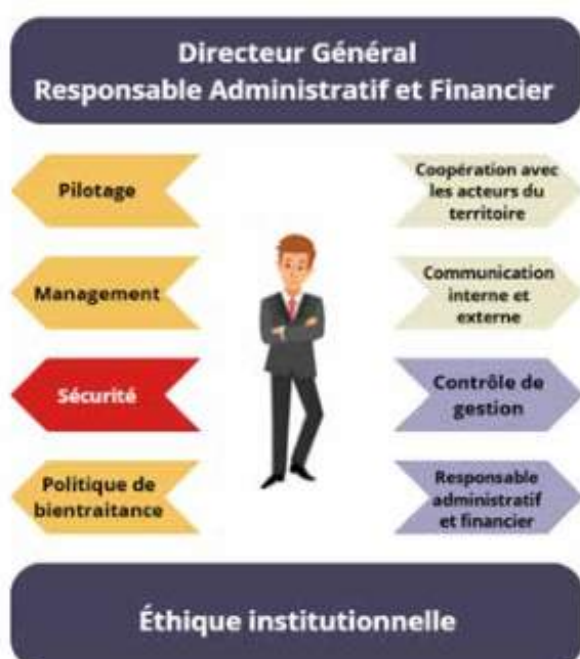 Directeur Général
Responsable Administratif et Financier
Pilotage
Management
Sécurité
Politique de
bientraitance
Coopération avec
les acteurs du
territoire
Communication
interne et
externe
Contrôle de
gestion
Responsable
administratif
et financier
Éthique institutionnelle